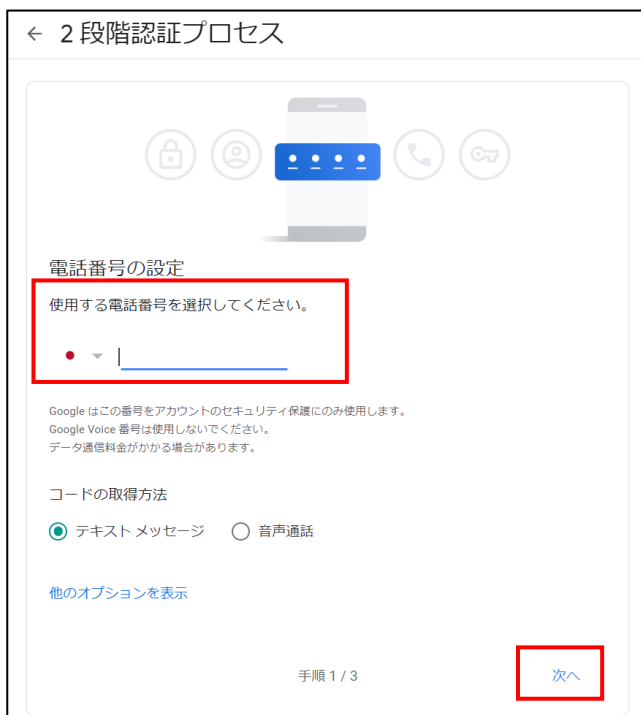 ← 2 段階認証プロセス
電話番号の設定
使用する電話番号を選択してください。
Google はこの番号をアカウントのセキュリティ保護にのみ使用します。
Google Voice 番号は使用しないでください。
データ通信料金がかかる場合があります。
コードの取得方法
テキスト メッセージ 音声通話
他のオプションを表示
手順 1 / 3 次へ